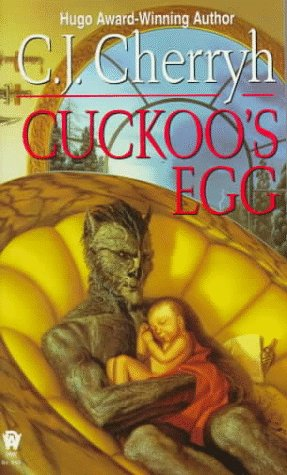 Hugo Award-Winning Author
C.J. Cherryh
CUCKOO'S
EGG